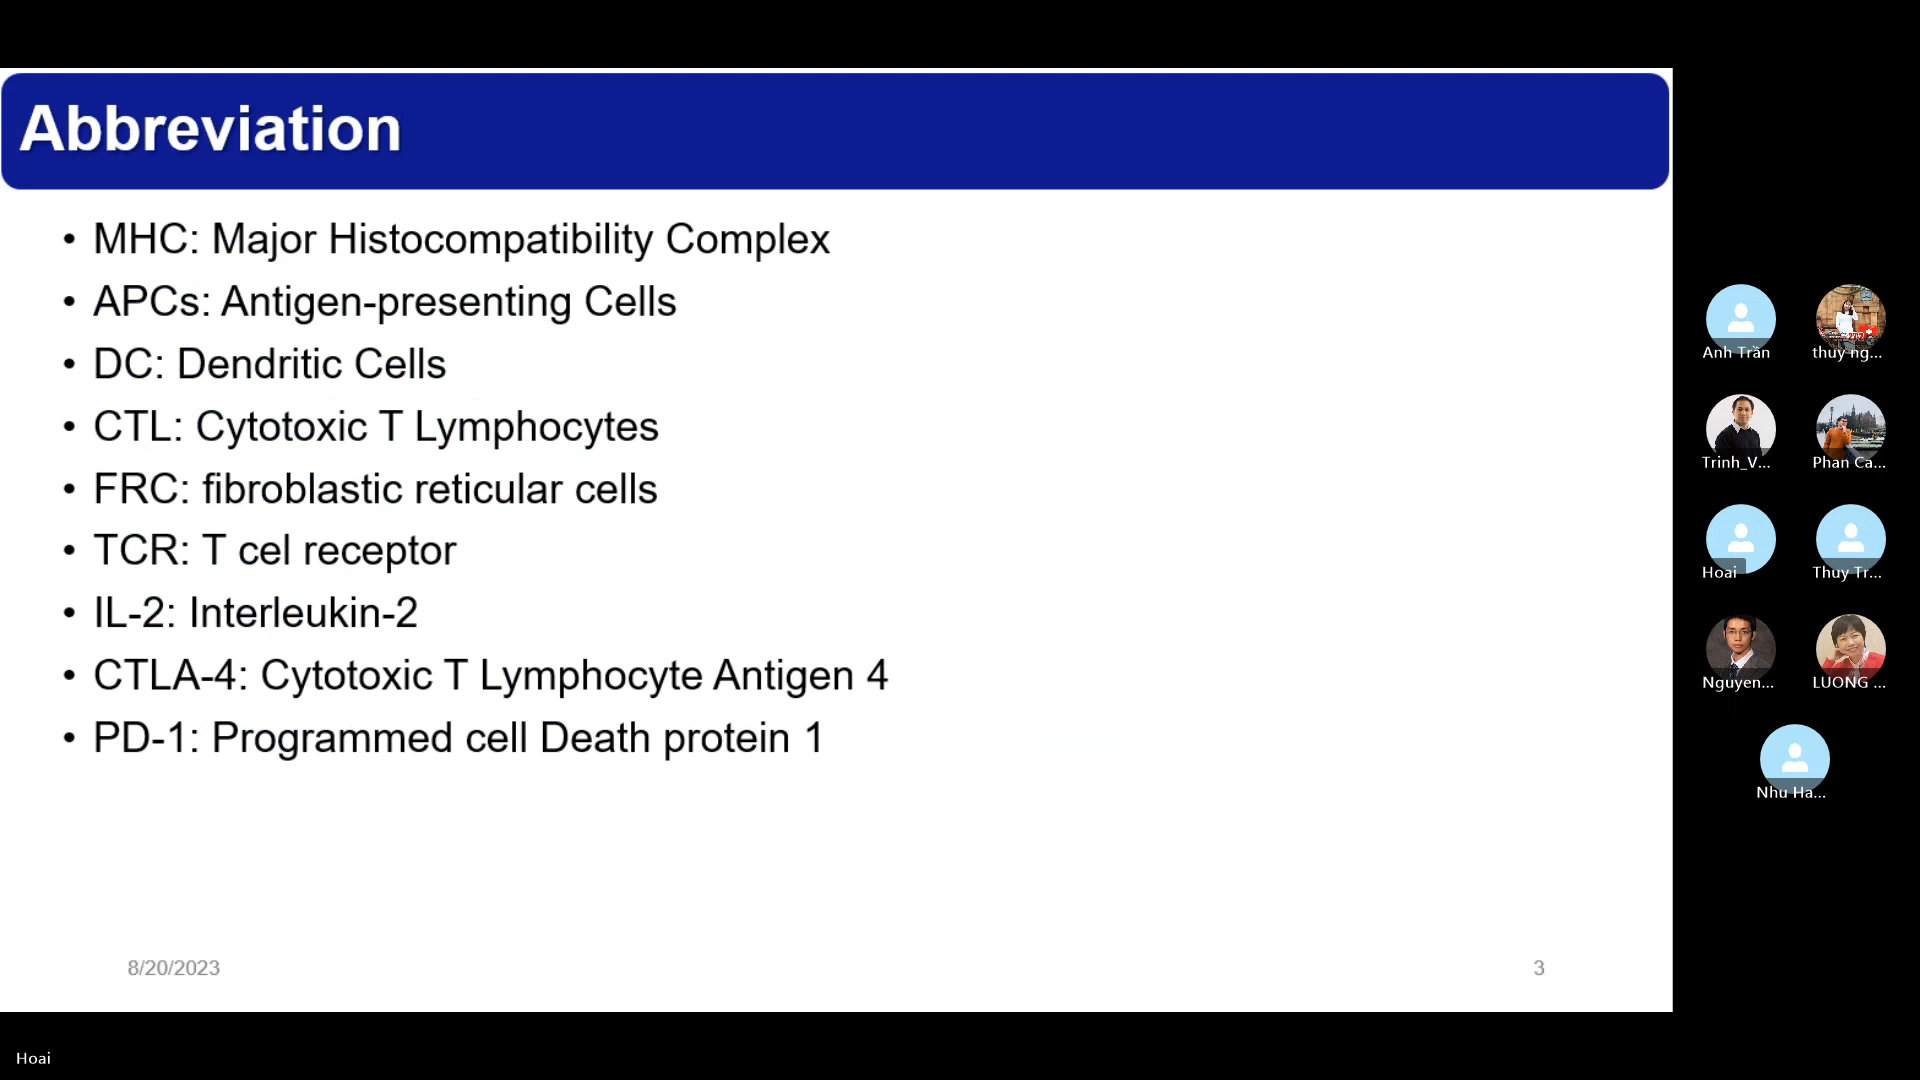 Abbreviation
• MHC: Major Histocompatibility Complex
• APCs: Antigen-presenting Cells
• DC: Dendritic Cells
• CTL: Cytotoxic T Lymphocytes
• FRC: fibroblastic reticular cells
• TCR: T cel receptor
• IL-2: Interleukin-2
• CTLA-4: Cytotoxic T Lymphocyte Antigen 4
• PD-1: Programmed cell Death protein 1
8/20/2023
3
Anh Trần
thuy ng...
Trinh_V...
Phan Ca...
Hoai
Thuy Tr...
Nguyen...
LUONG ...
Nhu Ha...
Hoai